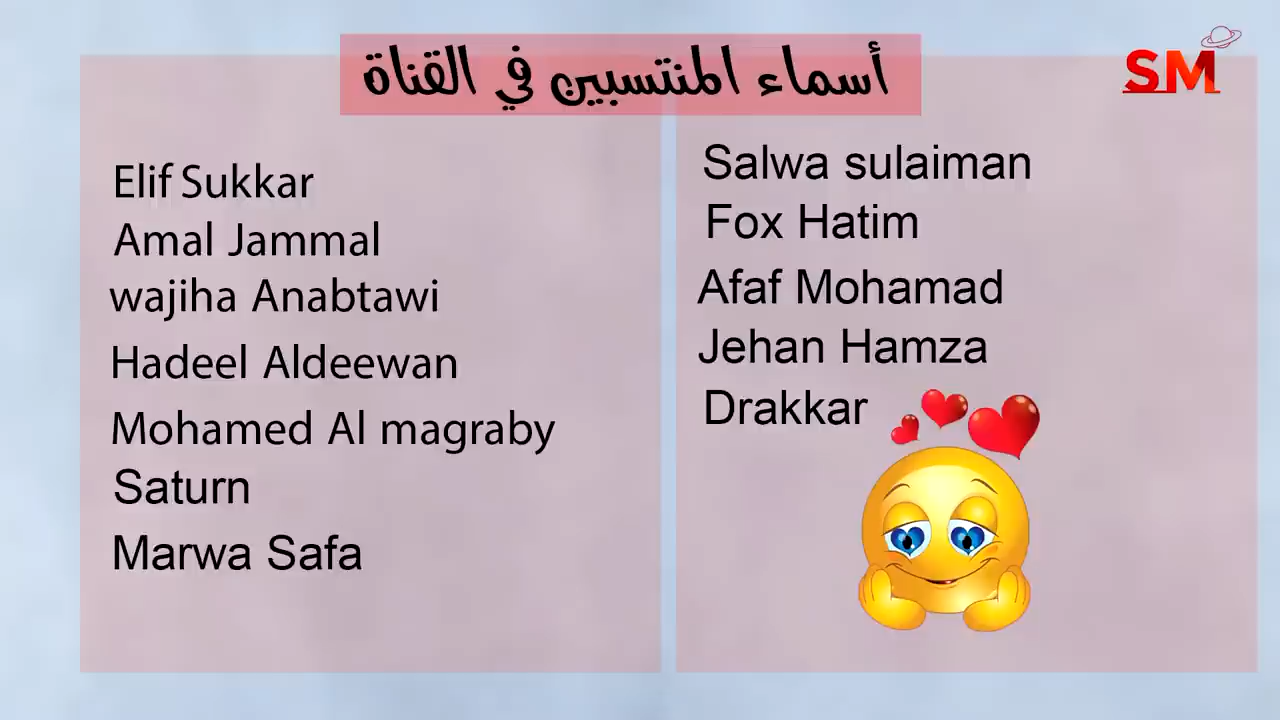 أسماء المنتسبين في القناة
SM
Elif Sukkar
Amal Jammal
wajiha Anabtawi
Hadeel Aldeewan
Mohamed Al magraby
Saturn
Marwa Safa
Salwa sulaiman
Fox Hatim
Afaf Mohamad
Jehan Hamza
Drakkar